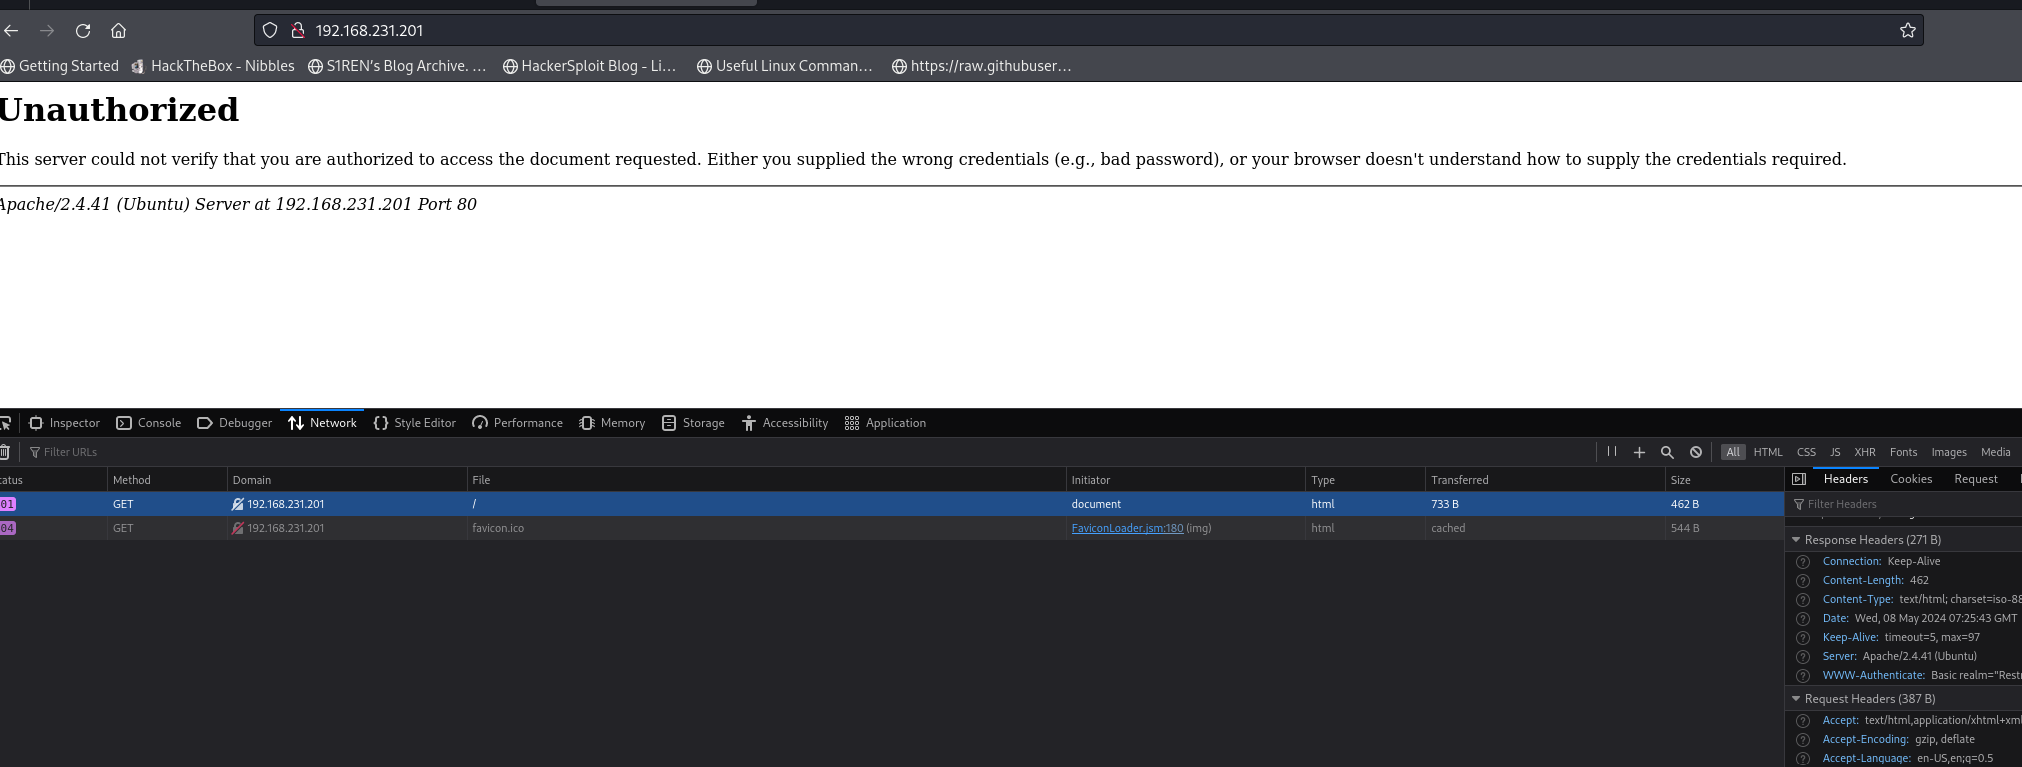 192.168.231.201
Getting Started HackTheBox - Nibbles S1REN's Blog Archive. ... HackerSploit Blog - Li... Useful Linux Comman... https://raw.githubuser...
Unauthorized
This server could not verify that you are authorized to access the document requested. Either you supplied the wrong credentials (e.g., bad password), or your browser doesn't understand how to supply the credentials required.
Apache/2.4.41 (Ubuntu) Server at 192.168.231.201 Port 80
Inspector Console Debugger Network Style Editor Performance Memory Storage Accessibility Application
Filter URLs All HTML CSS JS XHR Fonts Images Media
tatus Method Domain File Initiator Type Transferred Size
01 GET 192.168.231.201 / document html 733 B 462 B
04 GET 192.168.231.201 favicon.ico FaviconLoader.jsm:180 (img) html cached 544 B
Headers Cookies Request
Filter Headers
Response Headers (271 B)
Connection: Keep-Alive
Content-Length: 462
Content-Type: text/html; charset=iso-88
Date: Wed, 08 May 2024 07:25:43 GMT
Keep-Alive: timeout=5, max=97
Server: Apache/2.4.41 (Ubuntu)
WWW-Authenticate: Basic realm="Rest
Request Headers (387 B)
Accept: text/html,application/xhtml+xml
Accept-Encoding: gzip, deflate
Accept-Language: en-US,en;q=0.5